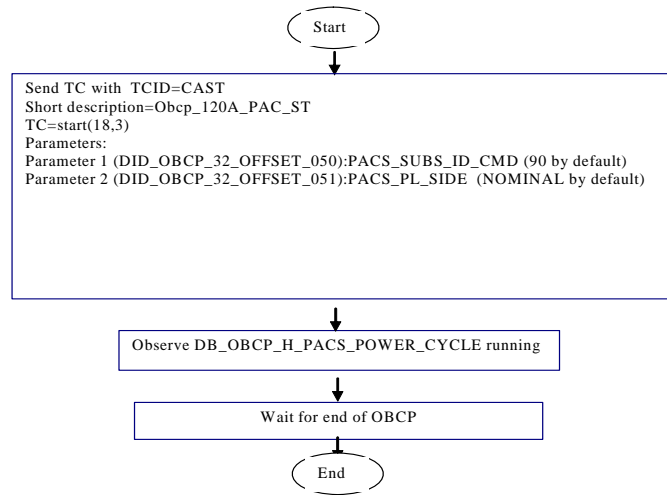 Start
Send TC with TCID=CAST
Short description=Obcp_120A_PAC_ST
TC=start(18,3)
Parameters:
Parameter 1 (DID_OBCP_32_OFFSET_050):PACS_SUBS_ID_CMD (90 by default)
Parameter 2 (DID_OBCP_32_OFFSET_051):PACS_PL_SIDE (NOMINAL by default)
Observe DB_OBCP_H_PACS_POWER_CYCLE running
Wait for end of OBCP
End